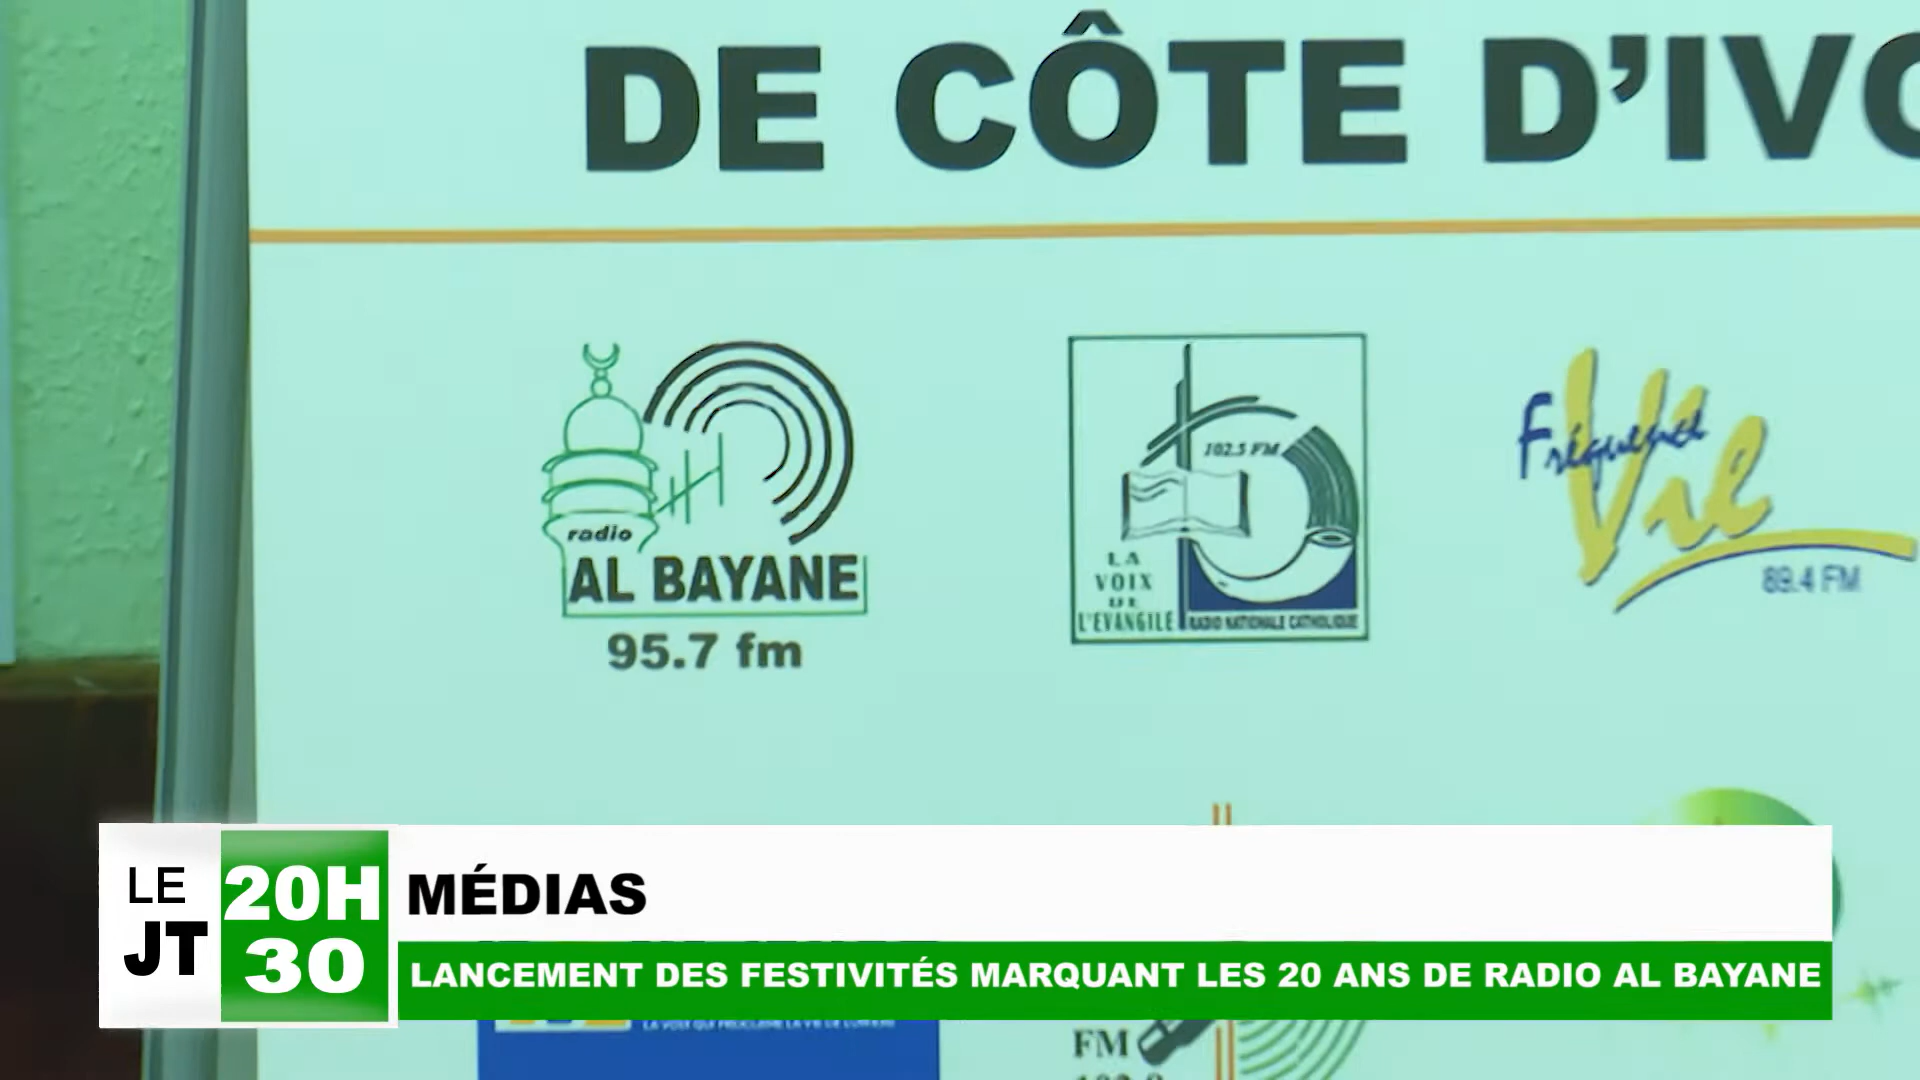 DE CÔTE D'IVO
radio
AL BAYANE
95.7 fm
102.5 FM
LA
VOIX
DE
L'EVANGILE
RADIO NATIONALE CATHOLIQUE
Fréquence
Vie
89.4 FM
LE
JT
20H
30
MÉDIAS
LANCEMENT DES FESTIVITÉS MARQUANT LES 20 ANS DE RADIO AL BAYANE
FM